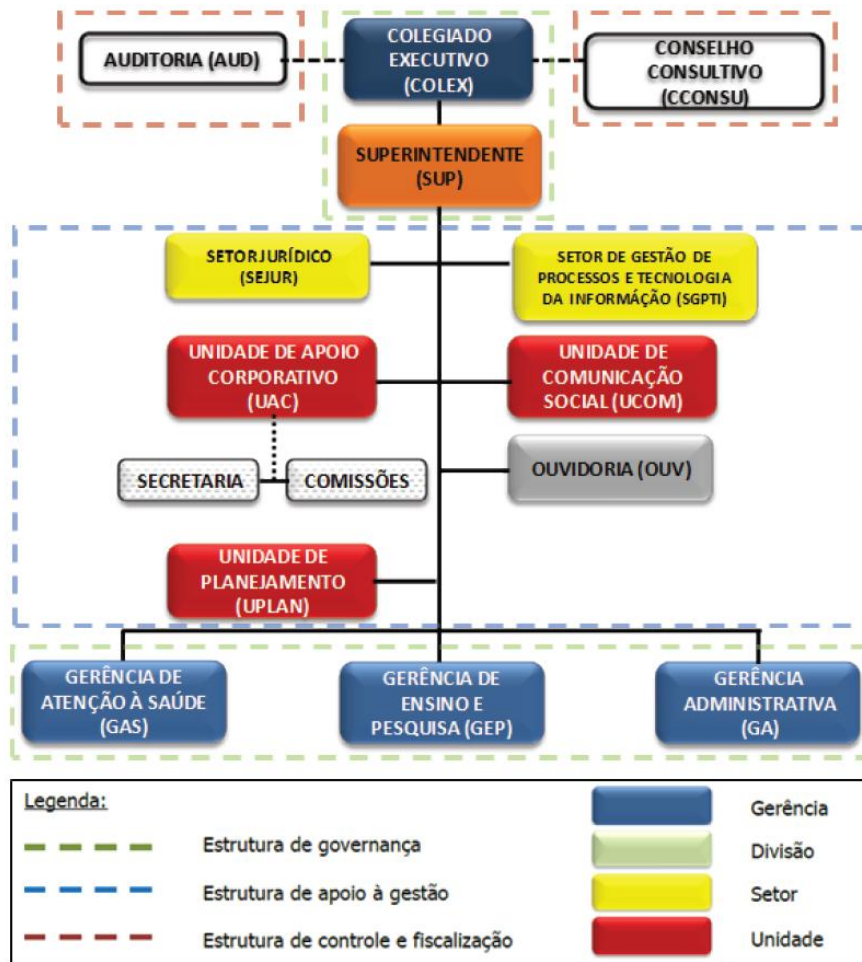 AUDITORIA (AUD)
COLEGIADO
EXECUTIVO
(COLEX)
CONSELHO
CONSULTIVO
(CCONSU)
SUPERINTENDENTE
(SUP)
SETOR JURÍDICO
(SEJUR)
SETOR DE GESTÃO DE
PROCESSOS E TECNOLOGIA
DA INFORMÁÇÃO (SGPTI)
UNIDADE DE APOIO
CORPORATIVO
(UAC)
UNIDADE DE
COMUNICAÇÃO
SOCIAL (UCOM)
SECRETARIA
COMISSÕES
OUVIDORIA (OUV)
UNIDADE DE
PLANEJAMENTO
(UPLAN)
GERÊNCIA DE
ATENÇÃO À SAÚDE
(GAS)
GERÊNCIA DE
ENSINO E
PESQUISA (GEP)
GERÊNCIA
ADMINISTRATIVA
(GA)
Legenda:
Estrutura de governança
Estrutura de apoio à gestão
Estrutura de controle e fiscalização
Gerência
Divisão
Setor
Unidade